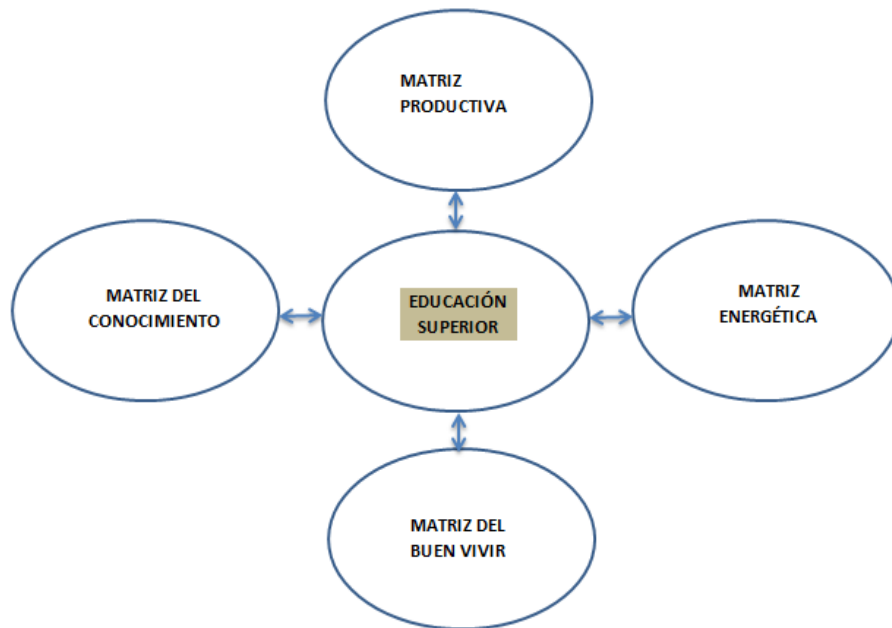 MATRIZ
PRODUCTIVA
MATRIZ DEL
CONOCIMIENTO
EDUCACIÓN
SUPERIOR
MATRIZ
ENERGÉTICA
MATRIZ DEL
BUEN VIVIR